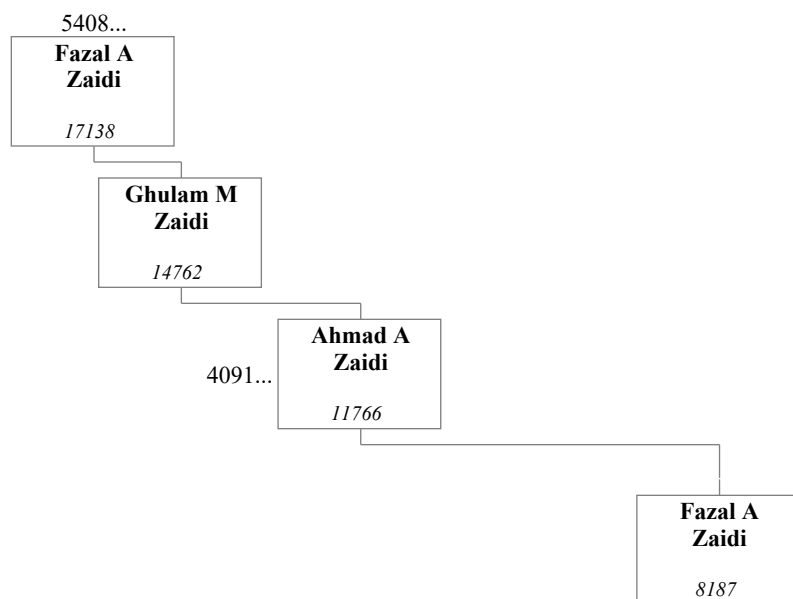 5408...
Fazal A
Zaidi
17138
Ghulam M
Zaidi
14762
Ahmad A
Zaidi
4091...
11766
Fazal A
Zaidi
8187